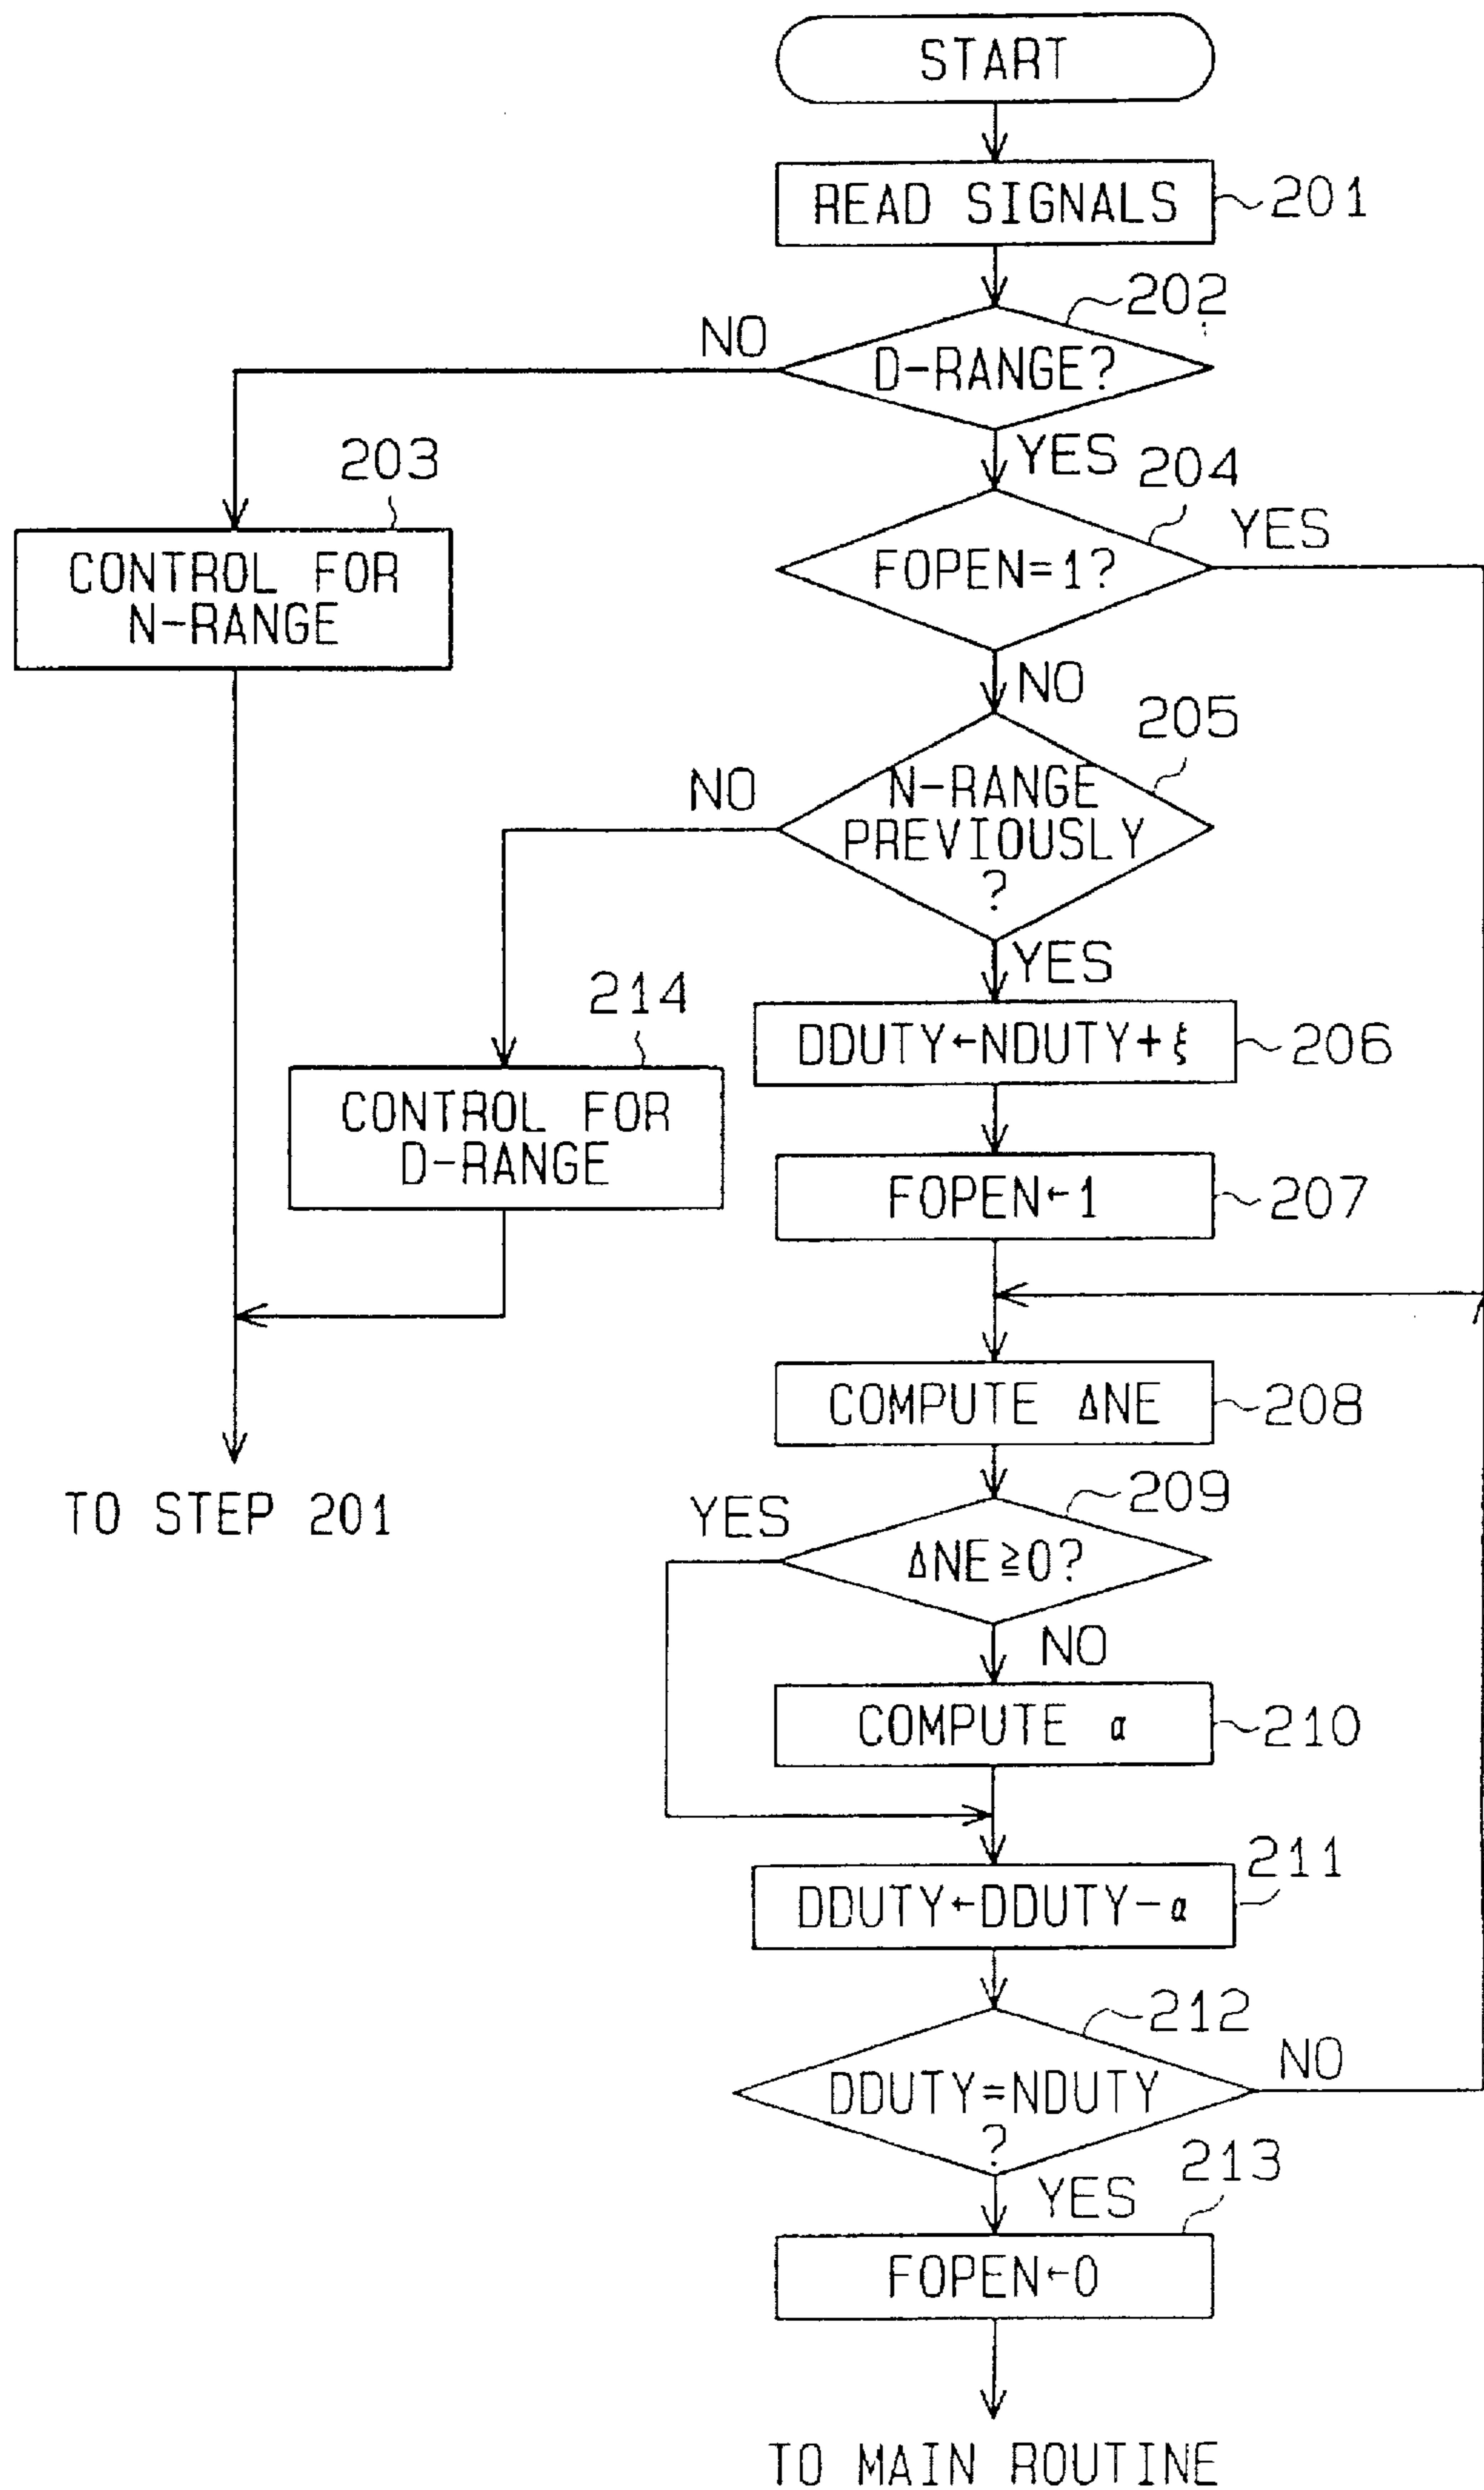 START
READ SIGNALS
201
202
D-RANGE?
NO
YES
203
CONTROL FOR
N-RANGE
204
FOPEN=1?
YES
NO
205
N-RANGE
PREVIOUSLY
?
NO
YES
214
CONTROL FOR
D-RANGE
DDUTY←NDUTY+ξ
206
FOPEN←1
207
TO STEP 201
COMPUTE ΔNE
208
209
YES
ΔNE≧0?
NO
COMPUTE α
210
211
DDUTY←DDUTY-α
212
DDUTY=NDUTY
?
NO
YES
213
FOPEN←0
TO MAIN ROUTINE